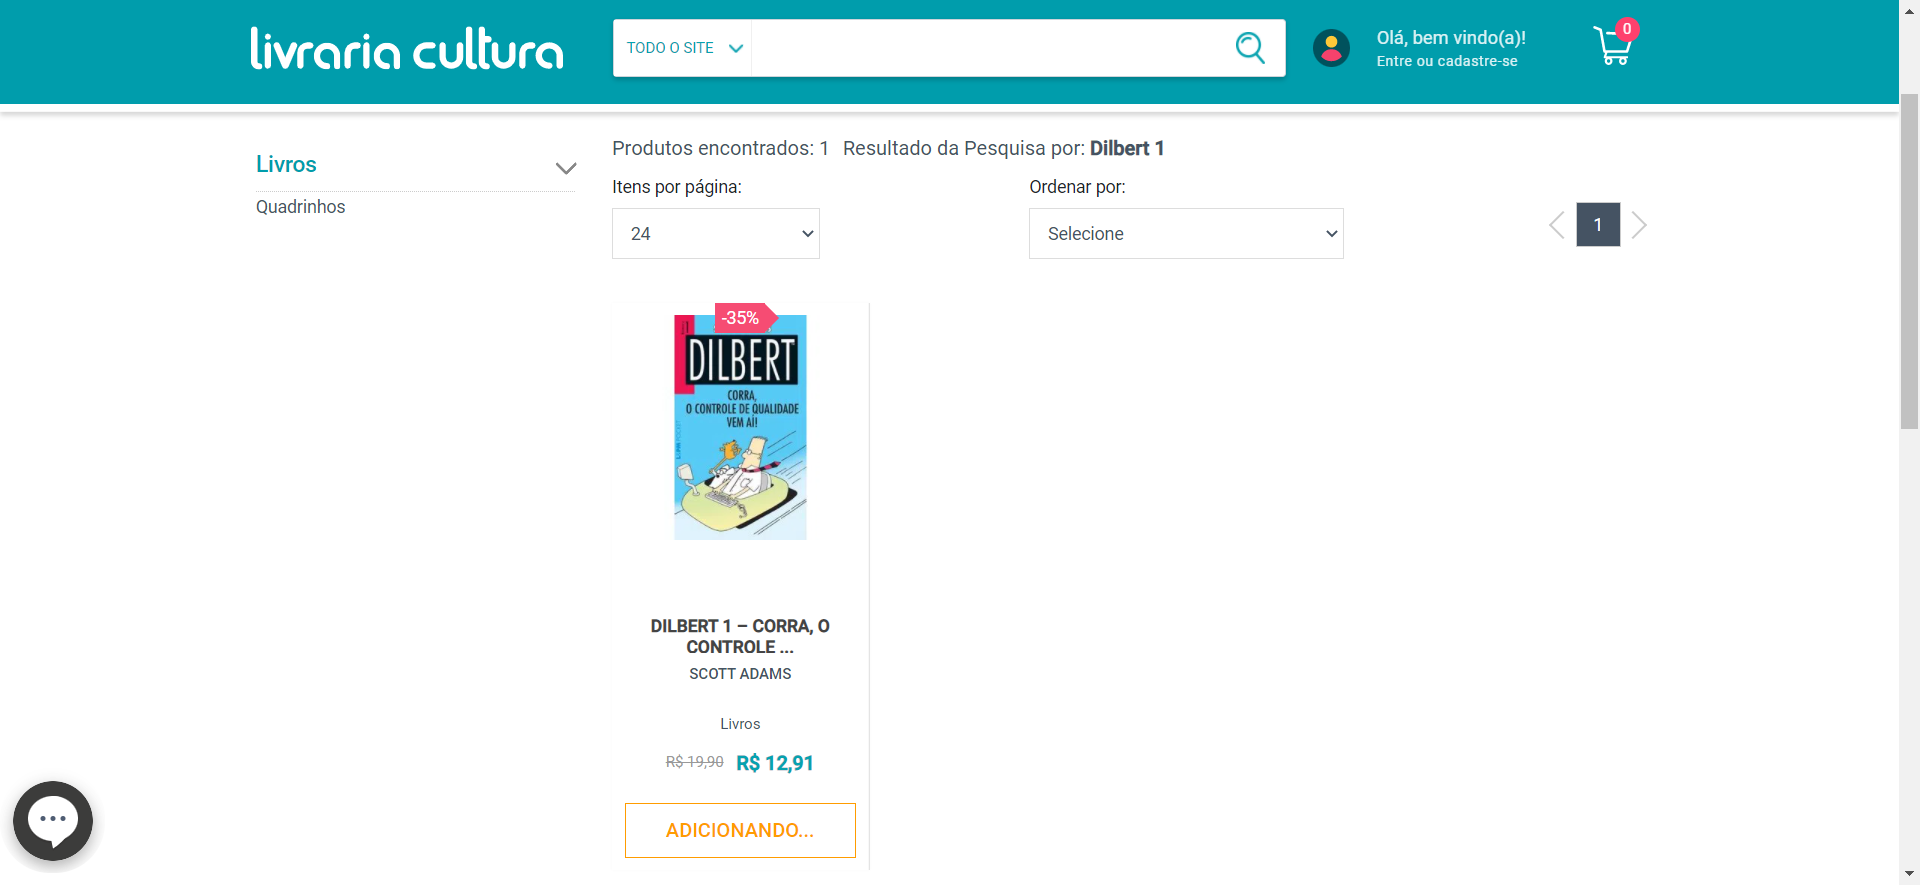 livraria cultura
TODO O SITE
Olá, bem vindo(a)!
Entre ou cadastre-se
0
Livros
Quadrinhos
Produtos encontrados: 1 Resultado da Pesquisa por: Dilbert 1
Itens por página:
24
Ordenar por:
Selecione
1
-35%
DILBERT
CORRA,
O CONTROLE DE QUALIDADE
VEM AÍ!
DILBERT 1 – CORRA, O
CONTROLE ...
SCOTT ADAMS
Livros
R$ 19,90 R$ 12,91
ADICIONANDO...